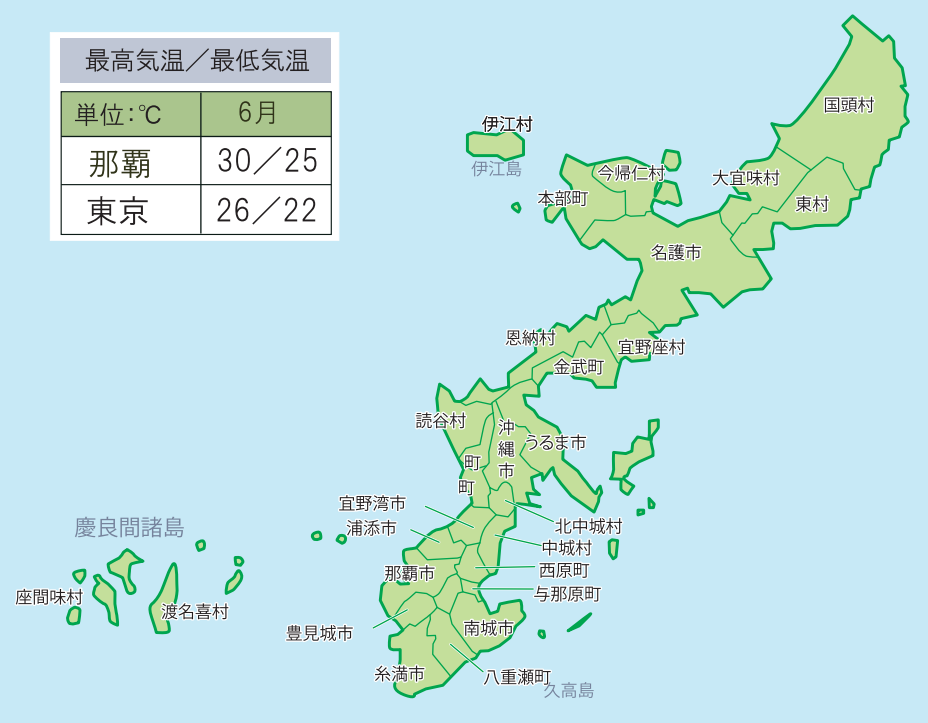 最高気温／最低気温
単位：℃ 6月
那覇 30／25
東京 26／22
国頭村
伊江村
伊江島
今帰仁村
大宜味村
本部町
東村
名護市
恩納村
宜野座村
金武町
読谷村
沖縄市
うるま市
町
町
宜野湾市
北中城村
浦添市
慶良間諸島
中城村
西原町
那覇市
与那原町
座間味村
渡名喜村
豊見城市
南城市
糸満市
八重瀬町
久高島